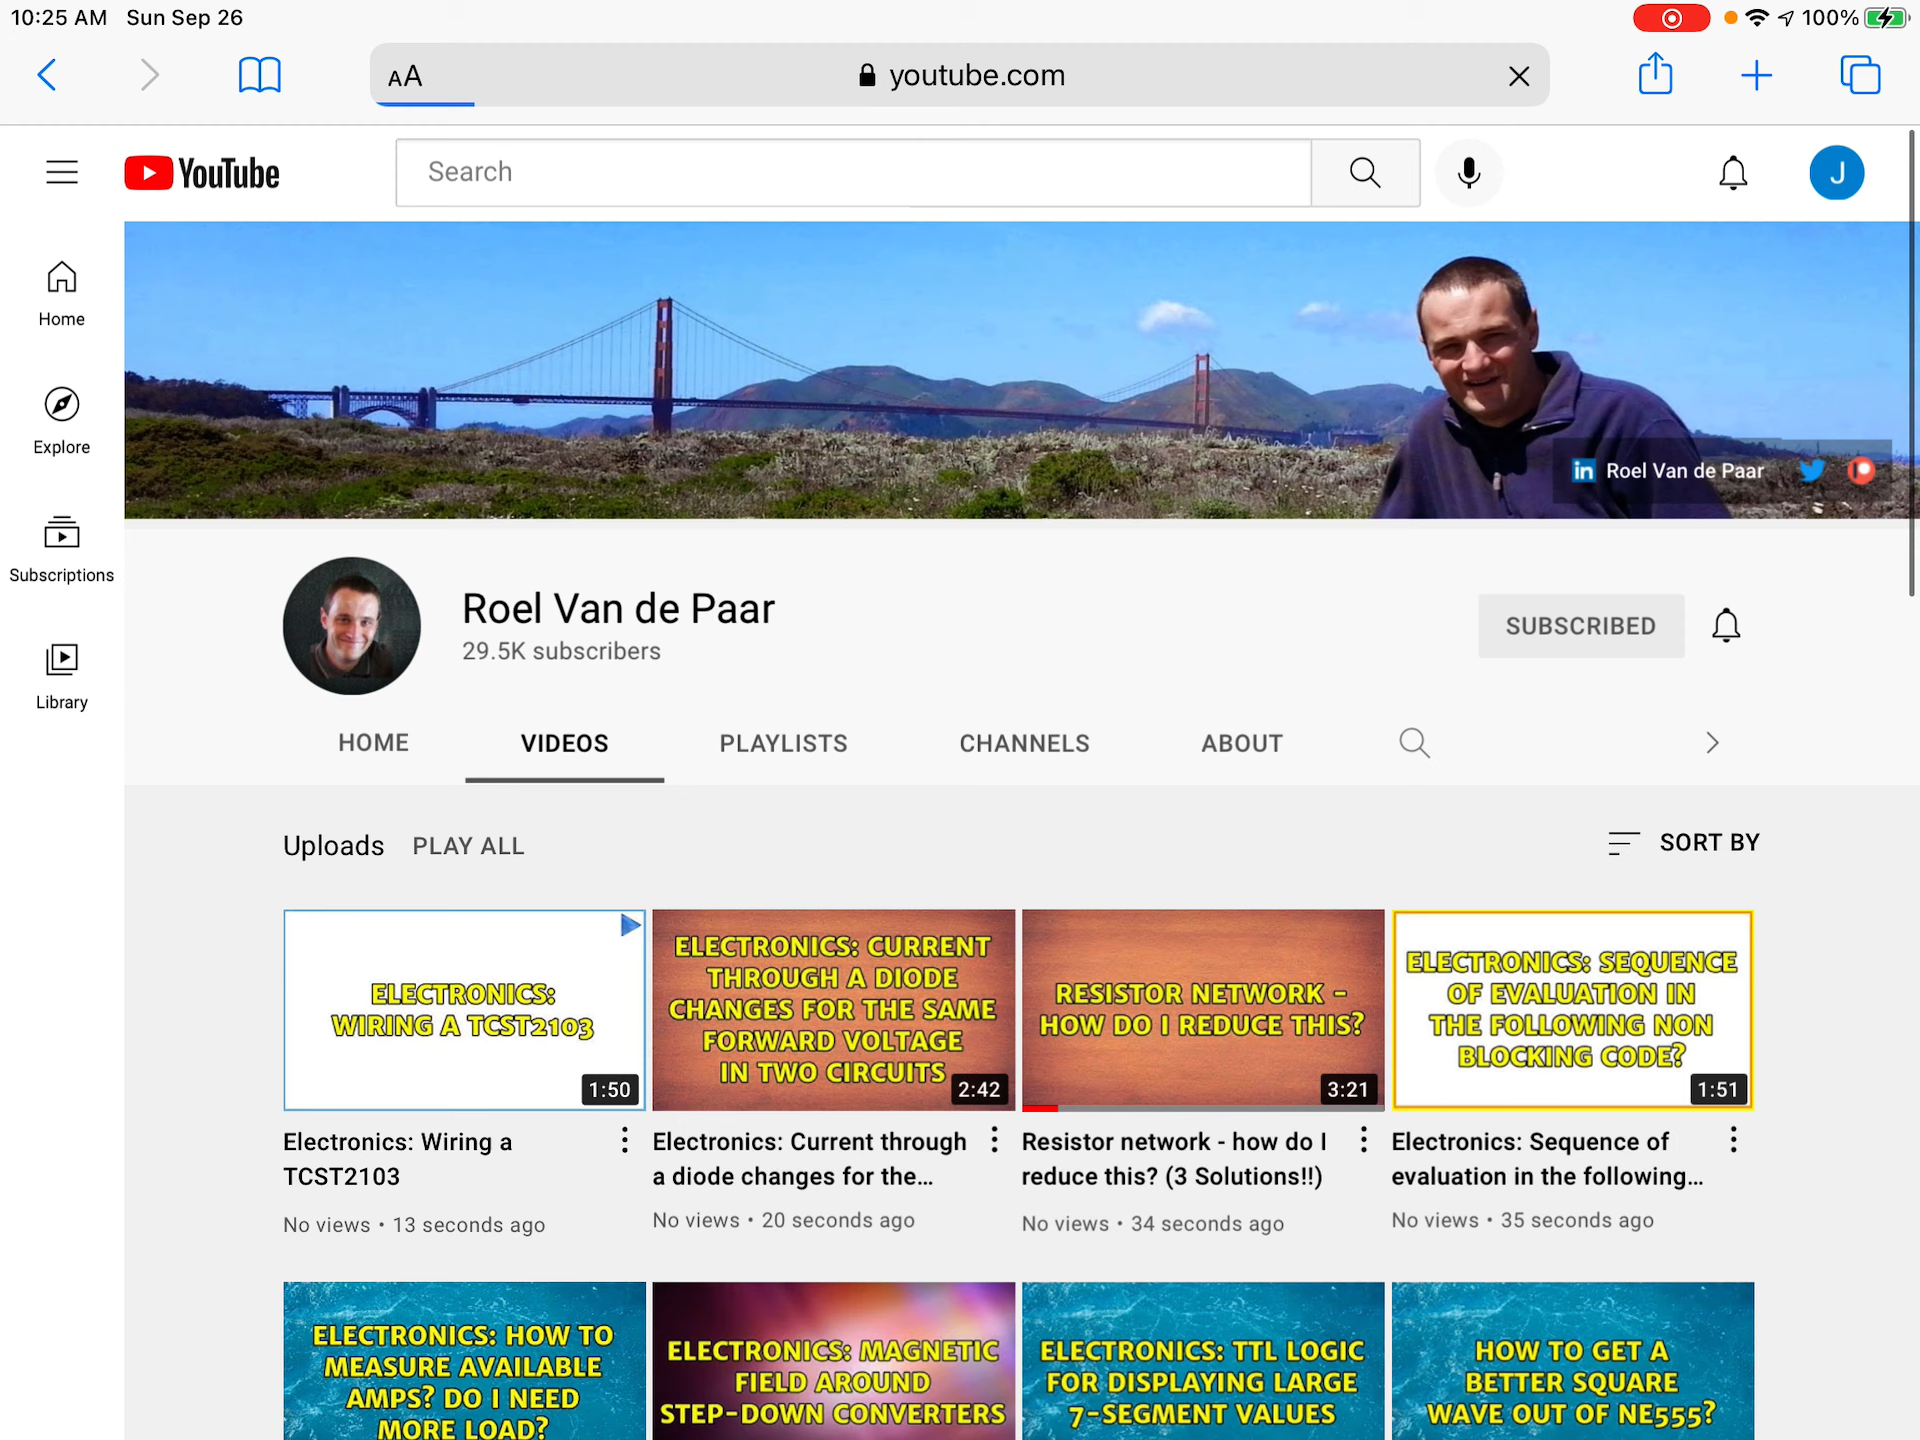 10:25 AM Sun Sep 26
100%
AA
youtube.com
YouTube
Search
J
Home
Explore
Subscriptions
Library
in Roel Van de Paar
Roel Van de Paar
29.5K subscribers
SUBSCRIBED
HOME VIDEOS PLAYLISTS CHANNELS ABOUT
Uploads PLAY ALL
SORT BY
ELECTRONICS:
WIRING A TCST2103
1:50
ELECTRONICS: CURRENT
THROUGH A DIODE
CHANGES FOR THE SAME
FORWARD VOLTAGE
IN TWO CIRCUITS
2:42
RESISTOR NETWORK -
HOW DO I REDUCE THIS?
3:21
ELECTRONICS: SEQUENCE
OF EVALUATION IN
THE FOLLOWING NON
BLOCKING CODE?
1:51
Electronics: Wiring a
TCST2103
No views • 13 seconds ago
Electronics: Current through
a diode changes for the...
No views • 20 seconds ago
Resistor network - how do I
reduce this? (3 Solutions!!)
No views • 34 seconds ago
Electronics: Sequence of
evaluation in the following...
No views • 35 seconds ago
ELECTRONICS: HOW TO
MEASURE AVAILABLE
AMPS? DO I NEED
MORE LOAD?
ELECTRONICS: MAGNETIC
FIELD AROUND
STEP-DOWN CONVERTERS
ELECTRONICS: TTL LOGIC
FOR DISPLAYING LARGE
7-SEGMENT VALUES
HOW TO GET A
BETTER SQUARE
WAVE OUT OF NE555?